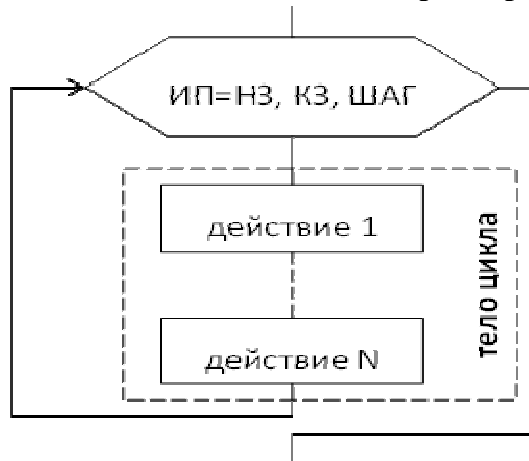 ИП=НЗ, КЗ, ШАГ
действие 1
действие N
тело цикла